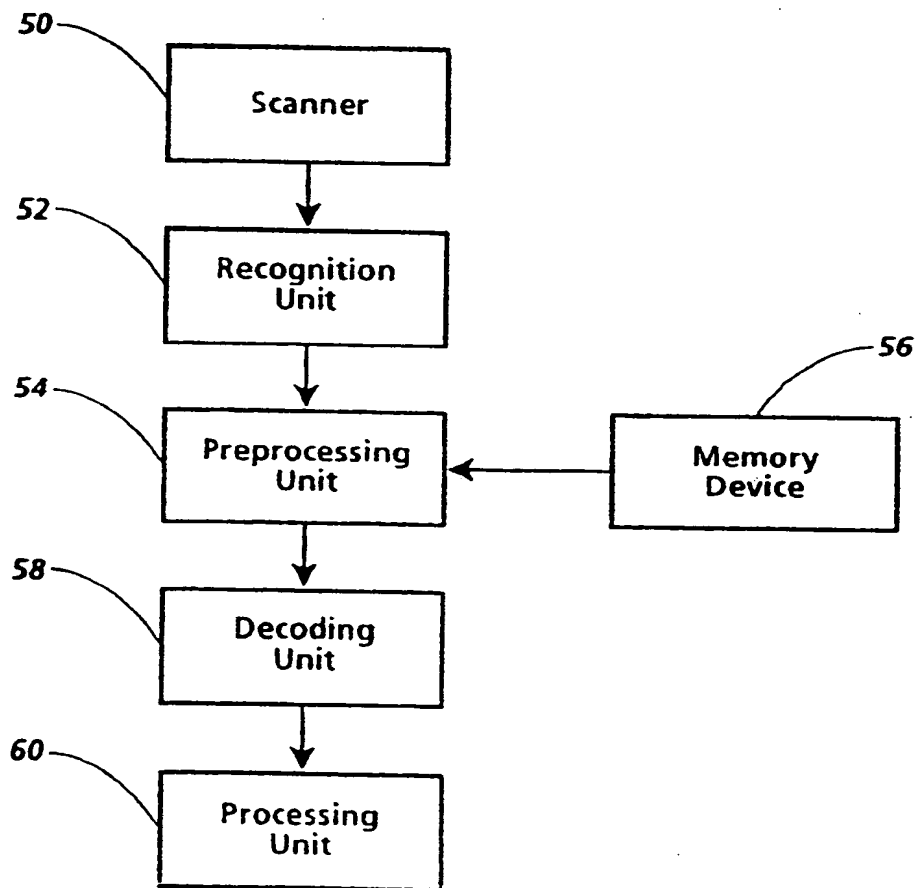 50
Scanner
52
Recognition
Unit
54
Preprocessing
Unit
56
Memory
Device
58
Decoding
Unit
60
Processing
Unit